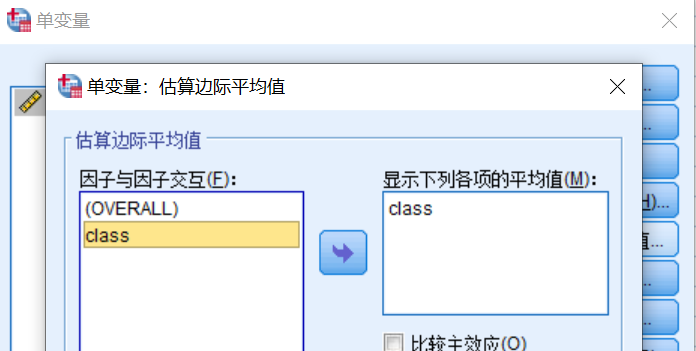 单变量
单变量：估算边际平均值
估算边际平均值
因子与因子交互(F)：
显示下列各项的平均值(M)：
(OVERALL)
class
class
比较主效应(O)
...
...
H)...
值...
...
...